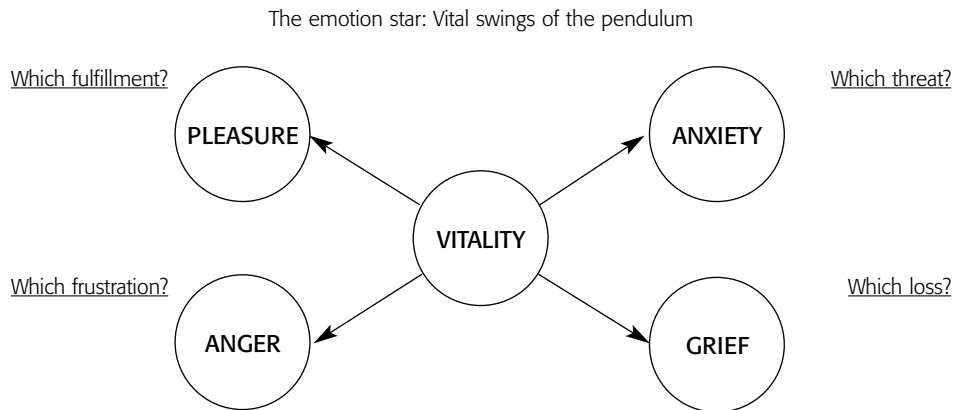 The emotion star: Vital swings of the pendulum
Which fulfillment?
Which threat?
PLEASURE
ANXIETY
VITALITY
Which frustration?
Which loss?
ANGER
GRIEF